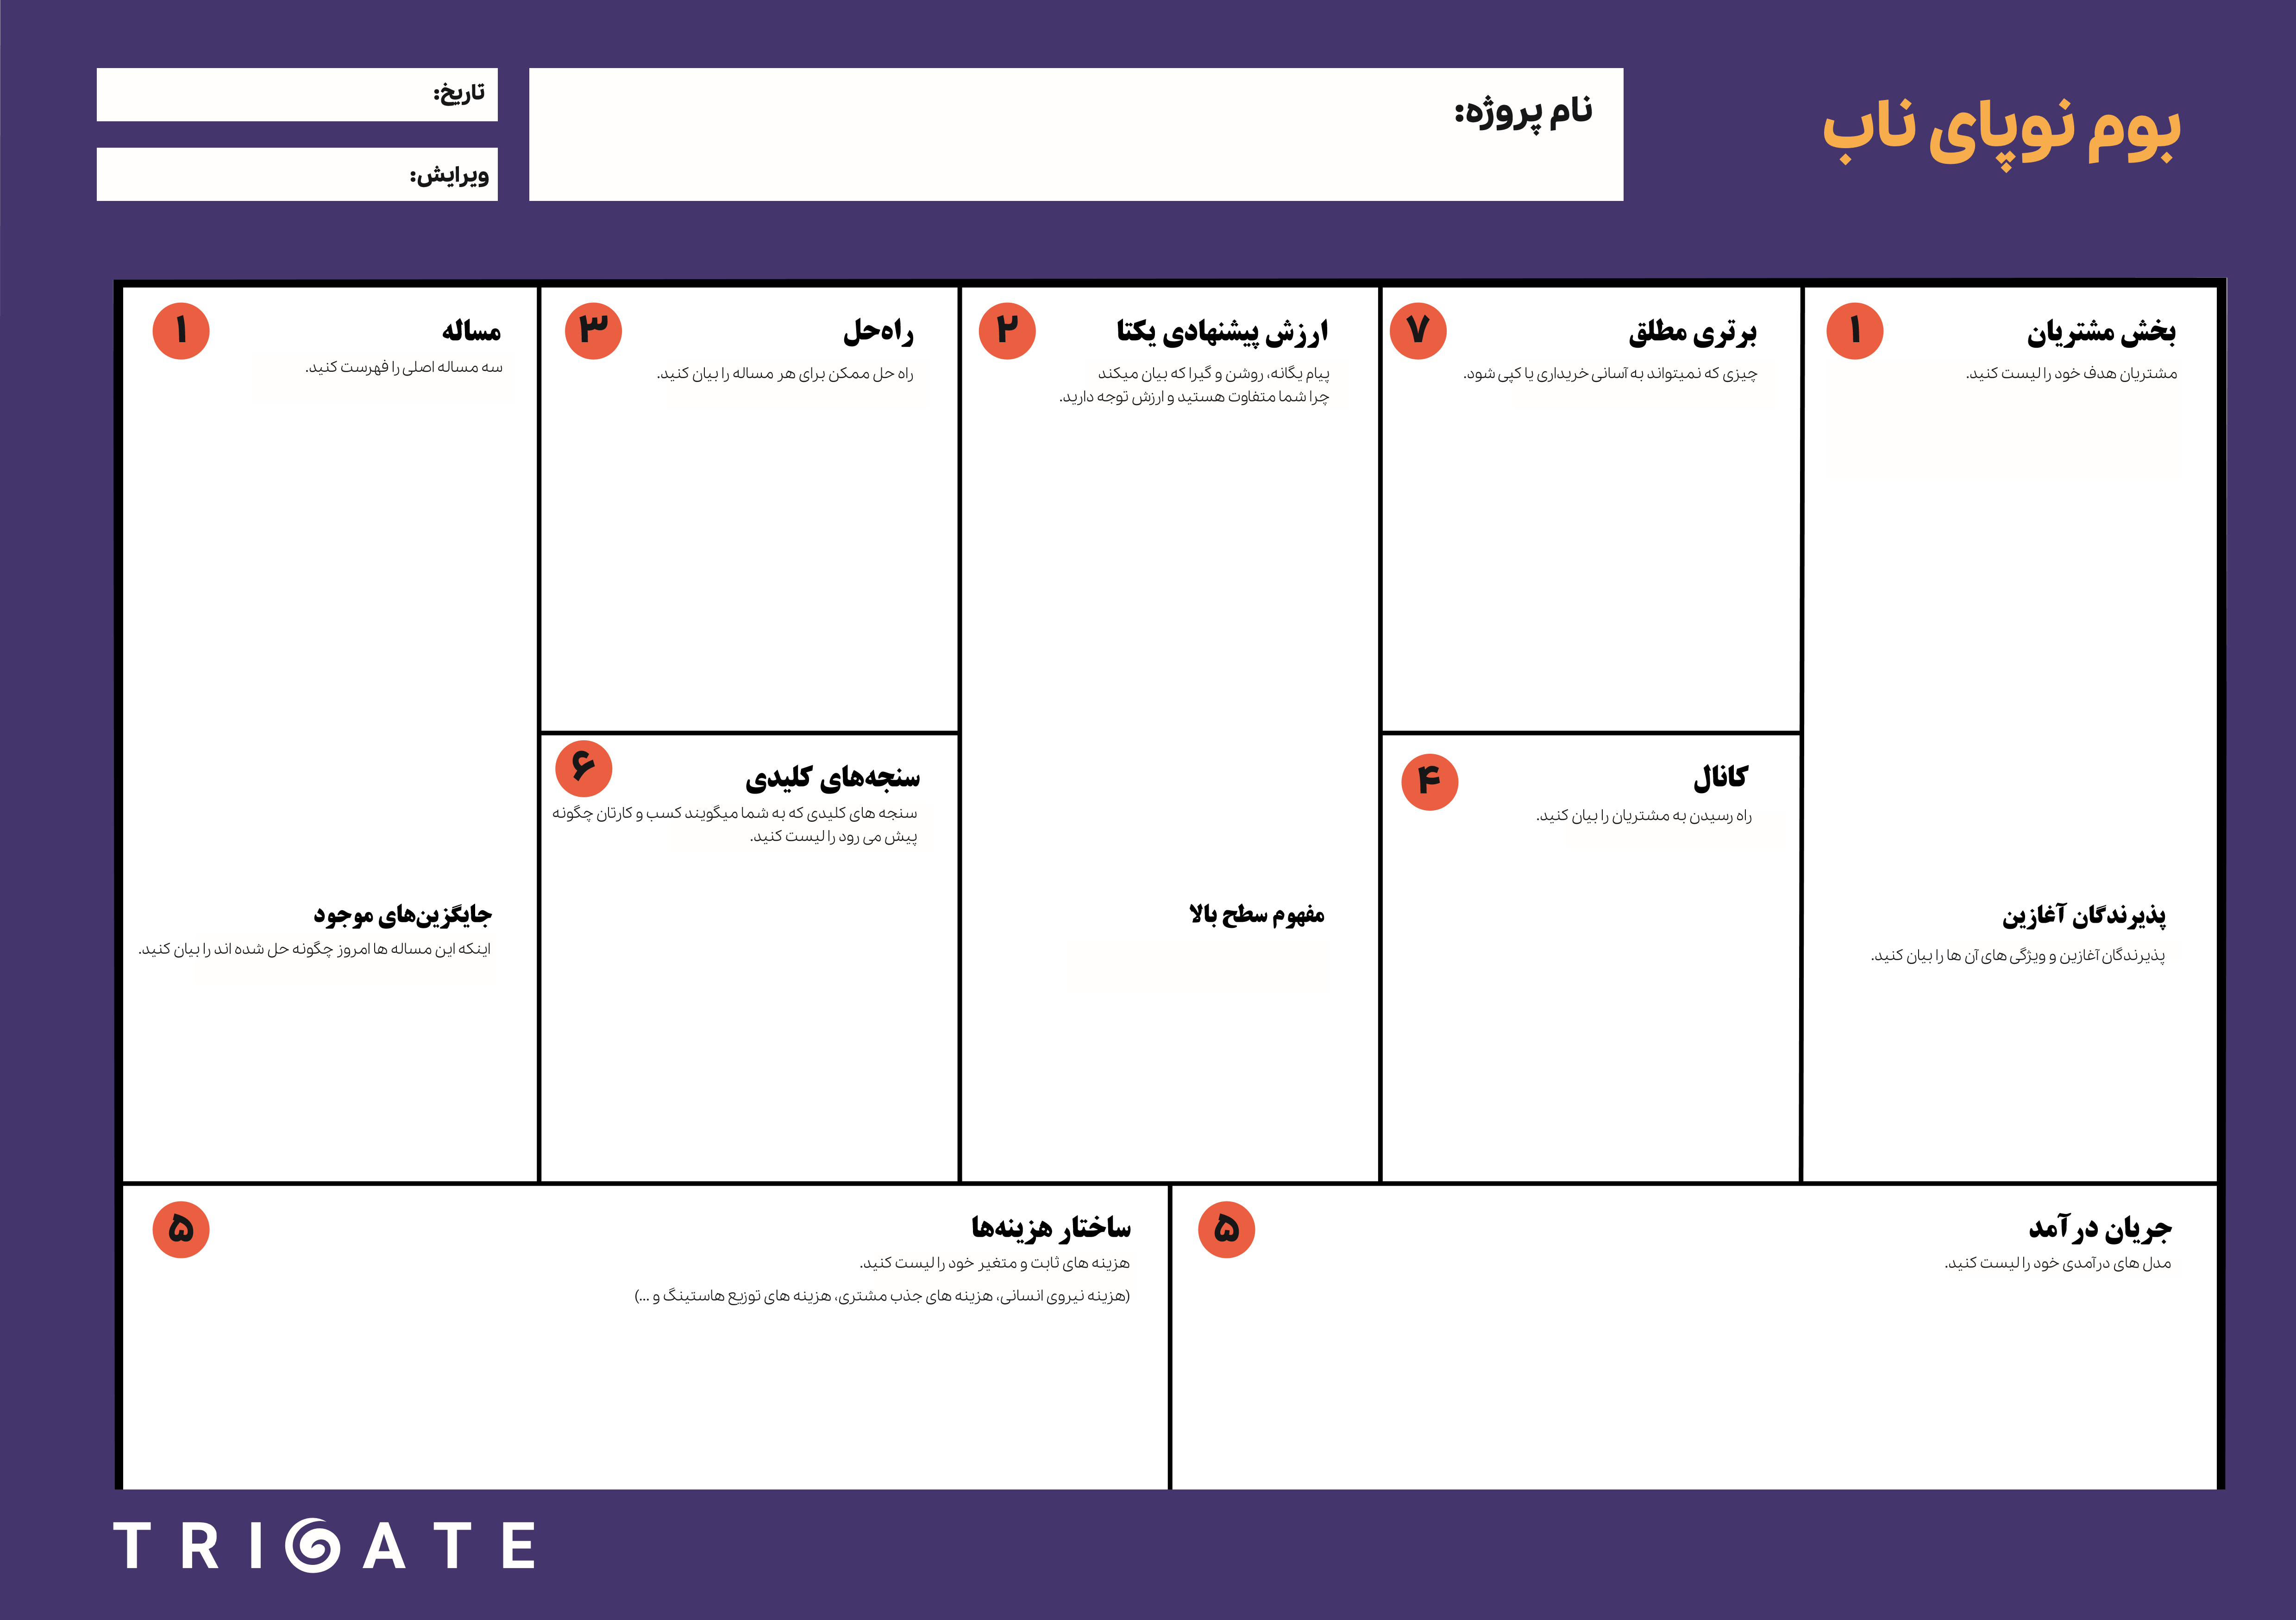 بوم نوپای ناب
نام پروژه:
تاریخ:
ویرایش:
بخش مشتریان
۱
مشتریان هدف خود را لیست کنید.
پذیرندگان آغازین
پذیرندگان آغازین و ویژگی های آن ها را بیان کنید.
برتری مطلق
۷
چیزی که نمیتواند به آسانی خریداری یا کپی شود.
کانال
۴
راه رسیدن به مشتریان را بیان کنید.
ارزش پیشنهادی یکتا
۲
پیام یگانه، روشن و گیرا که بیان میکند
چرا شما متفاوت هستید و ارزش توجه دارید.
مفهوم سطح بالا
راه‌حل
۳
راه حل ممکن برای هر مساله را بیان کنید.
سنجه‌های کلیدی
۶
سنجه های کلیدی که به شما میگویند کسب و کارتان چگونه
پیش می رود را لیست کنید.
مساله
۱
سه مساله اصلی را فهرست کنید.
جایگزین‌های موجود
اینکه این مساله ها امروز چگونه حل شده اند را بیان کنید.
جریان درآمد
۵
مدل های درآمدی خود را لیست کنید.
ساختار هزینه‌ها
۵
هزینه های ثابت و متغیر خود را لیست کنید.
(هزینه نیروی انسانی، هزینه های جذب مشتری، هزینه های توزیع هاستینگ و ...)
TRIGATE